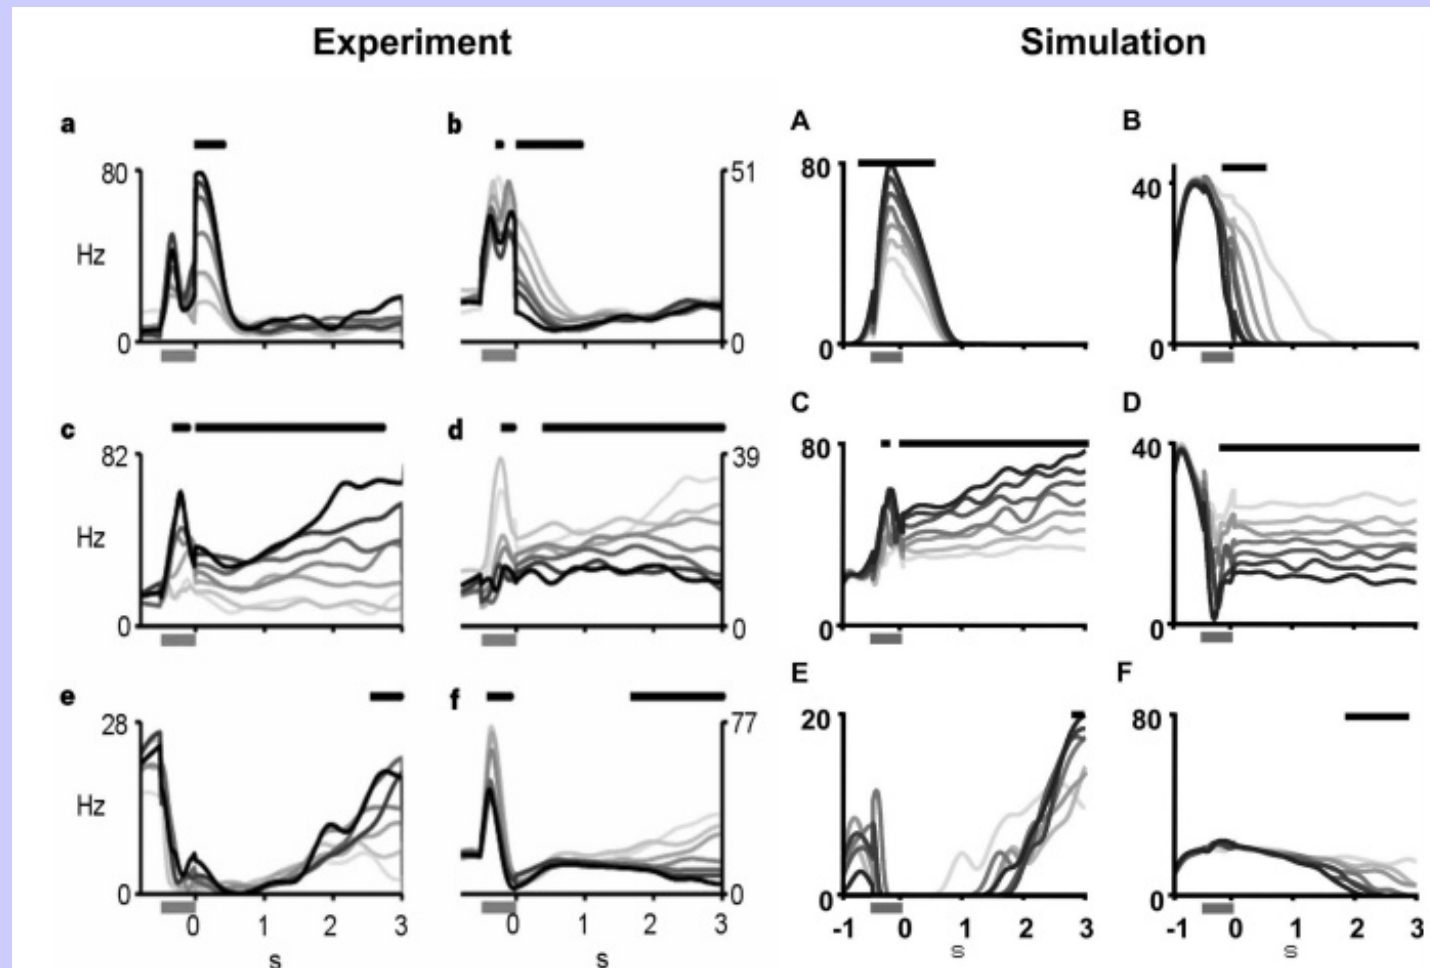 Experiment Simulation
a b A B
80 51 80 40
Hz
0 0 0 0
c d C D
82 39 80 40
Hz
0 0 0 0
e f E F
28 77 20 80
Hz
0 0 0 0
0 1 2 3 0 1 2 3 -1 0 1 2 3 -1 0 1 2 3
s s s s